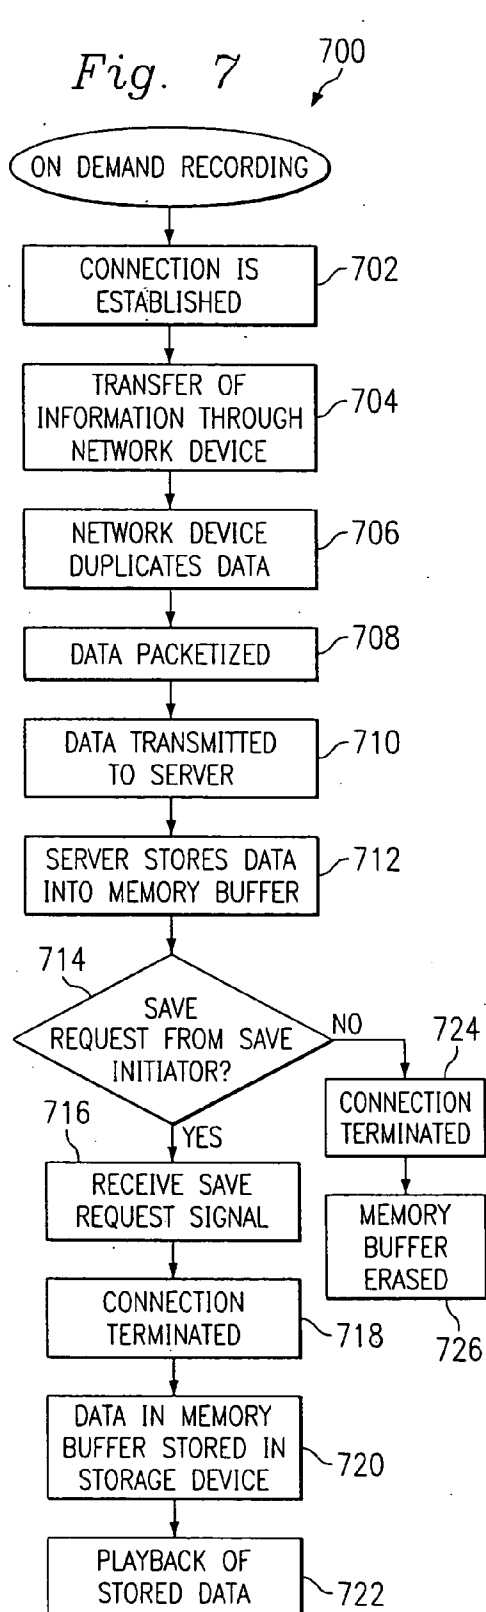 Fig. 7
700
ON DEMAND RECORDING
CONNECTION IS
ESTABLISHED
702
TRANSFER OF
INFORMATION THROUGH
NETWORK DEVICE
704
NETWORK DEVICE
DUPLICATES DATA
706
DATA PACKETIZED
708
DATA TRANSMITTED
TO SERVER
710
SERVER STORES DATA
INTO MEMORY BUFFER
712
714
SAVE
REQUEST FROM SAVE
INITIATOR?
NO
724
CONNECTION
TERMINATED
MEMORY
BUFFER
ERASED
726
YES
716
RECEIVE SAVE
REQUEST SIGNAL
CONNECTION
TERMINATED
718
DATA IN MEMORY
BUFFER STORED IN
STORAGE DEVICE
720
PLAYBACK OF
STORED DATA
722